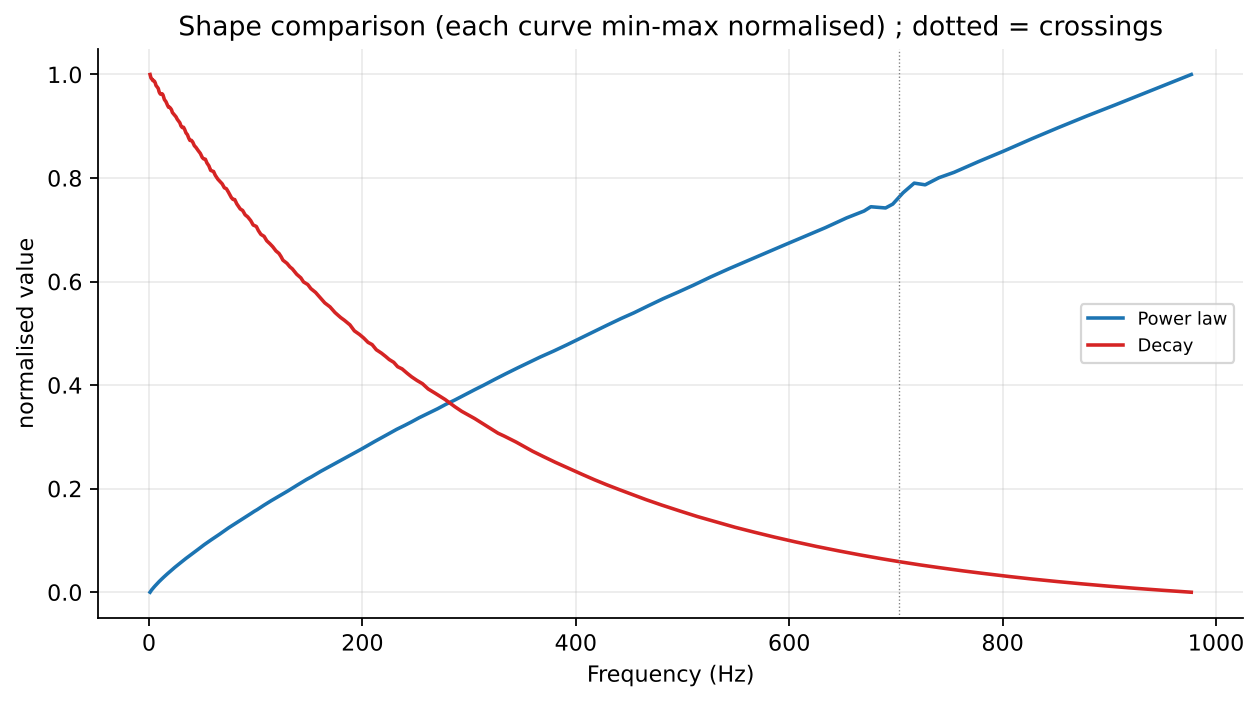 Shape comparison (each curve min-max normalised) ; dotted = crossings
1.0
0.8
0.6
0.4
0.2
0.0
normalised value
Power law
Decay
0 200 400 600 800 1000
Frequency (Hz)